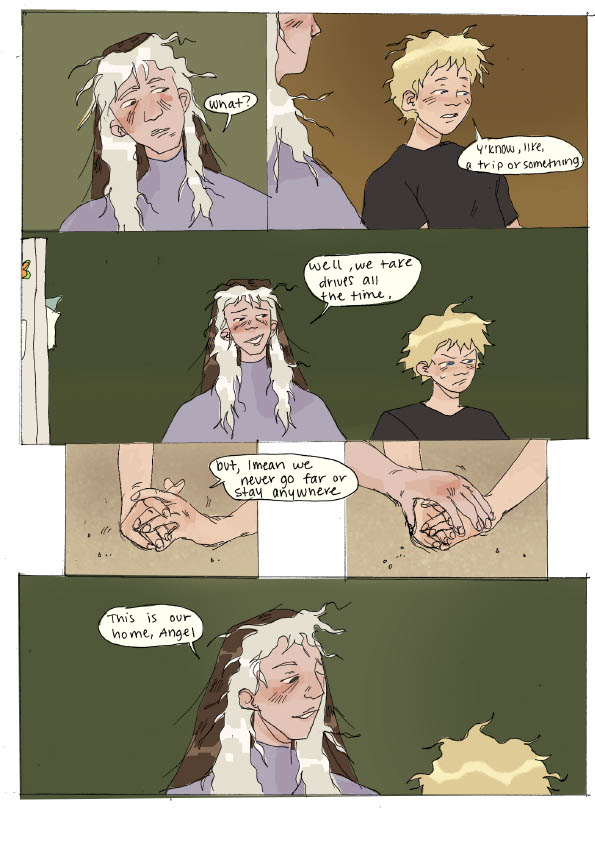 what?
Y'know, like,
a trip or something
well, we take
drives all
the time.
but, I mean we
never go far or
stay anywhere
This is our
home, Angel